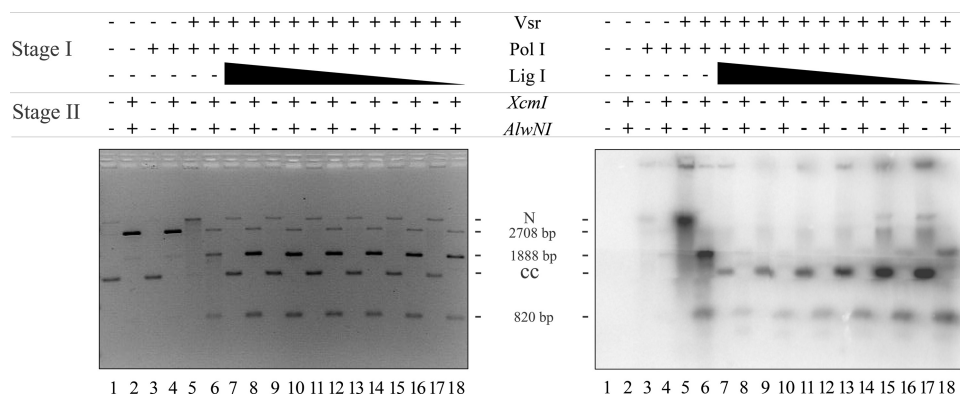 - - - - + + + + + + + + + + + + + + Vsr - - - - + + + + + + + + + + + + + +
Stage I - - + + + + + + + + + + + + + + + + Pol I - - + + + + + + + + + + + + + + + +
- - - - - - Lig I - - - - - -
Stage II - + - + - + - + - + - + - + - + - + XcmI - + - + - + - + - + - + - + - + - +
- + - + - + - + - + - + - + - + - + AlwNI - + - + - + - + - + - + - + - + - +
- N -
- 2708 bp -
- 1888 bp -
- cc -
- 820 bp -
1 2 3 4 5 6 7 8 9 10 11 12 13 14 15 16 17 18 1 2 3 4 5 6 7 8 9 10 11 12 13 14 15 16 17 18